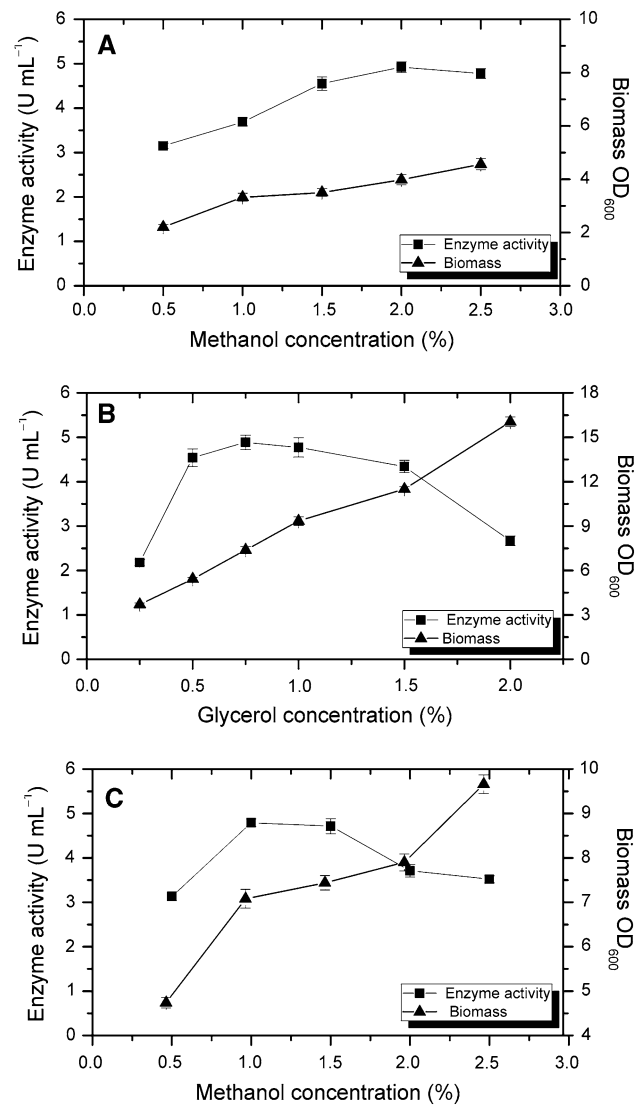 A
Enzyme activity (U mL⁻¹)
6
5
4
3
2
1
0
10
8
6
4
2
0
Biomass OD₆₀₀
Enzyme activity
Biomass
0.0 0.5 1.0 1.5 2.0 2.5 3.0
Methanol concentration (%)
B
Enzyme activity (U mL⁻¹)
6
5
4
3
2
1
0
18
15
12
9
6
3
0
Biomass OD₆₀₀
Enzyme activity
Biomass
0.0 0.5 1.0 1.5 2.0
Glycerol concentration (%)
C
Enzyme activity (U mL⁻¹)
6
5
4
3
2
1
0
10
9
8
7
6
5
4
Biomass OD₆₀₀
Enzyme activity
Biomass
0.0 0.5 1.0 1.5 2.0 2.5 3.0
Methanol concentration (%)